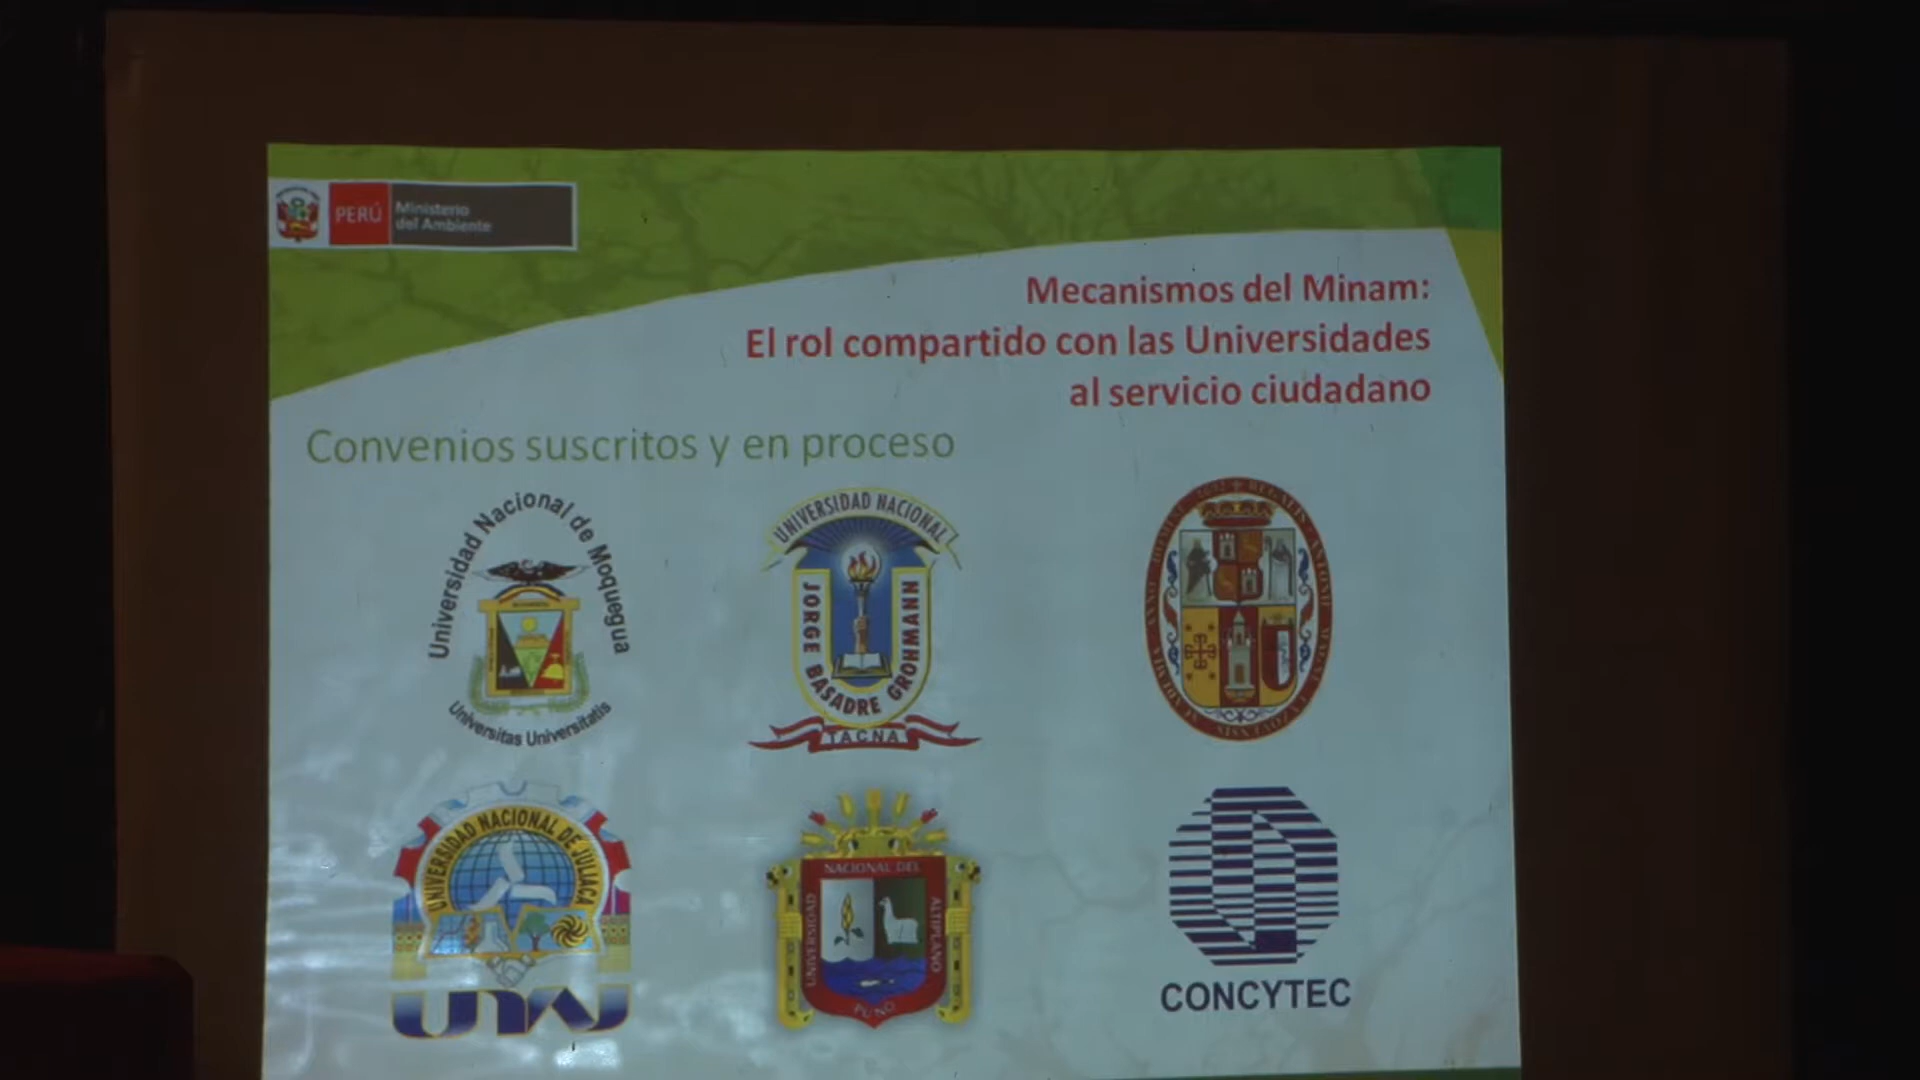 PERÚ
Ministerio
del Ambiente
Mecanismos del Minam:
El rol compartido con las Universidades
al servicio ciudadano
Convenios suscritos y en proceso
Universidad Nacional de Moquegua
Universitas Universitatis
UNIVERSIDAD NACIONAL
JORGE BASADRE GROHMANN
TACNA
UNIVERSIDAD NACIONAL DE JULIACA
UNAJ
UNIVERSIDAD
NACIONAL DEL
ALTIPLANO
PUNO
CONCYTEC